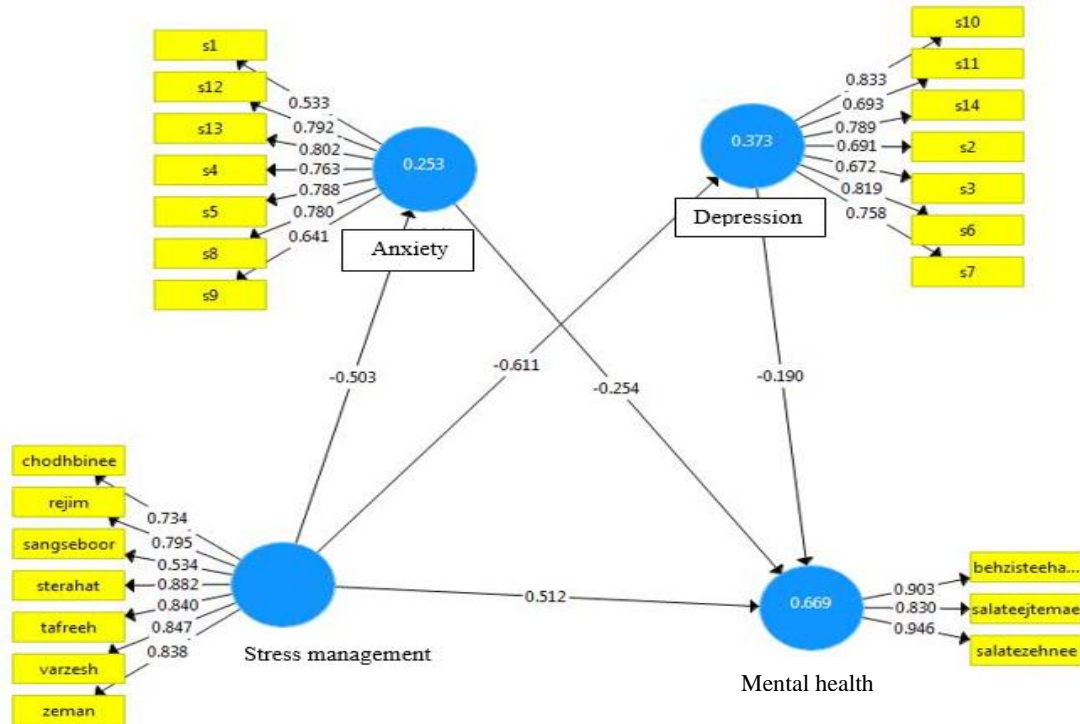 s1
s12
s13
s4
s5
s8
s9
0.533
0.792
0.802
0.763
0.788
0.780
0.641
0.253
Anxiety
s10
s11
s14
s2
s3
s6
s7
0.833
0.693
0.789
0.691
0.672
0.819
0.758
0.373
Depression
-0.503
-0.611
-0.254
-0.190
chodhbinee
rejim
sangseboor
sterahat
tafreeh
varzesh
zeman
0.734
0.795
0.534
0.882
0.840
0.847
0.838
Stress management
0.512
0.669
Mental health
0.903
0.830
0.946
behzisteeha...
salateejtemae
salatezehnee